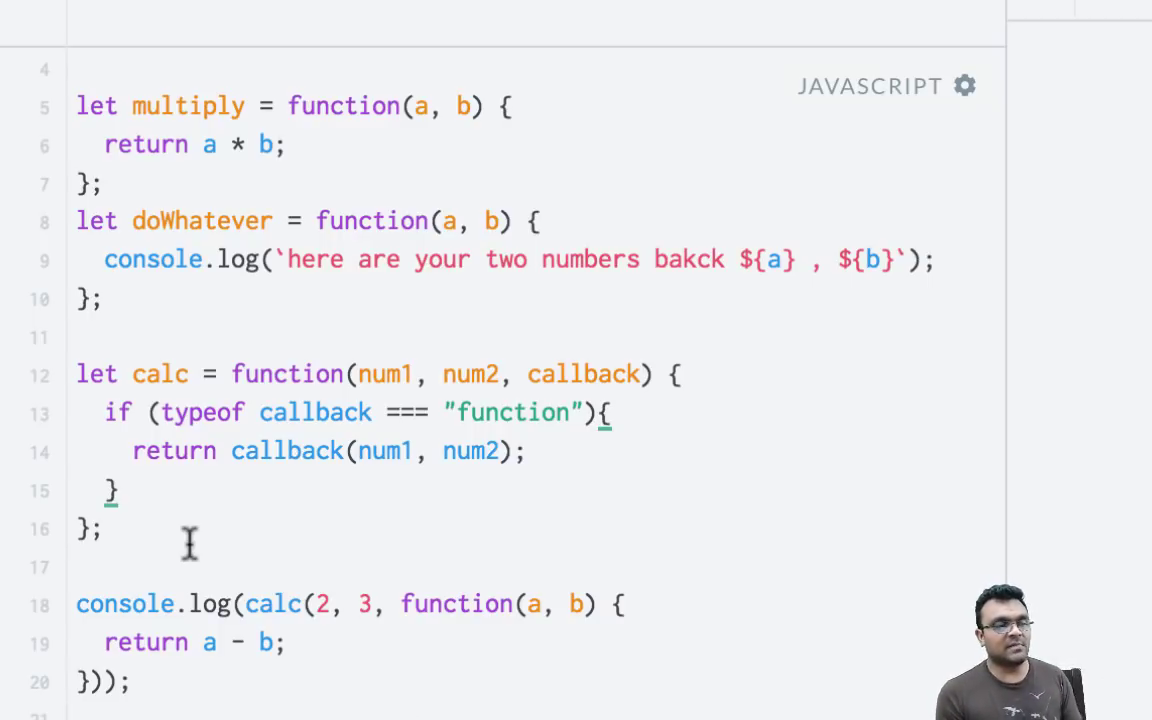 4
JAVASCRIPT
5 let multiply = function(a, b) {
6 return a * b;
7 };
8 let doWhatever = function(a, b) {
9 console.log(`here are your two numbers bakck ${a} , ${b}`);
10 };
11
12 let calc = function(num1, num2, callback) {
13 if (typeof callback === "function"){
14 return callback(num1, num2);
15 }
16 };
17
18 console.log(calc(2, 3, function(a, b) {
19 return a - b;
20 }));